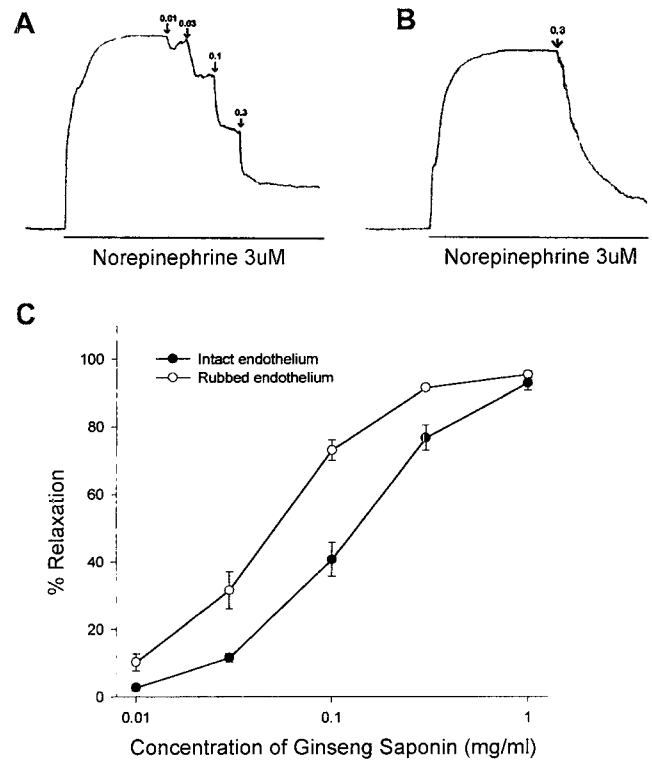 A
0.01
0.03
0.1
0.3
Norepinephrine 3uM
B
0.3
Norepinephrine 3uM
C
Intact endothelium
Rubbed endothelium
% Relaxation
100
80
60
40
20
0
0.01
0.1
1
Concentration of Ginseng Saponin (mg/ml)